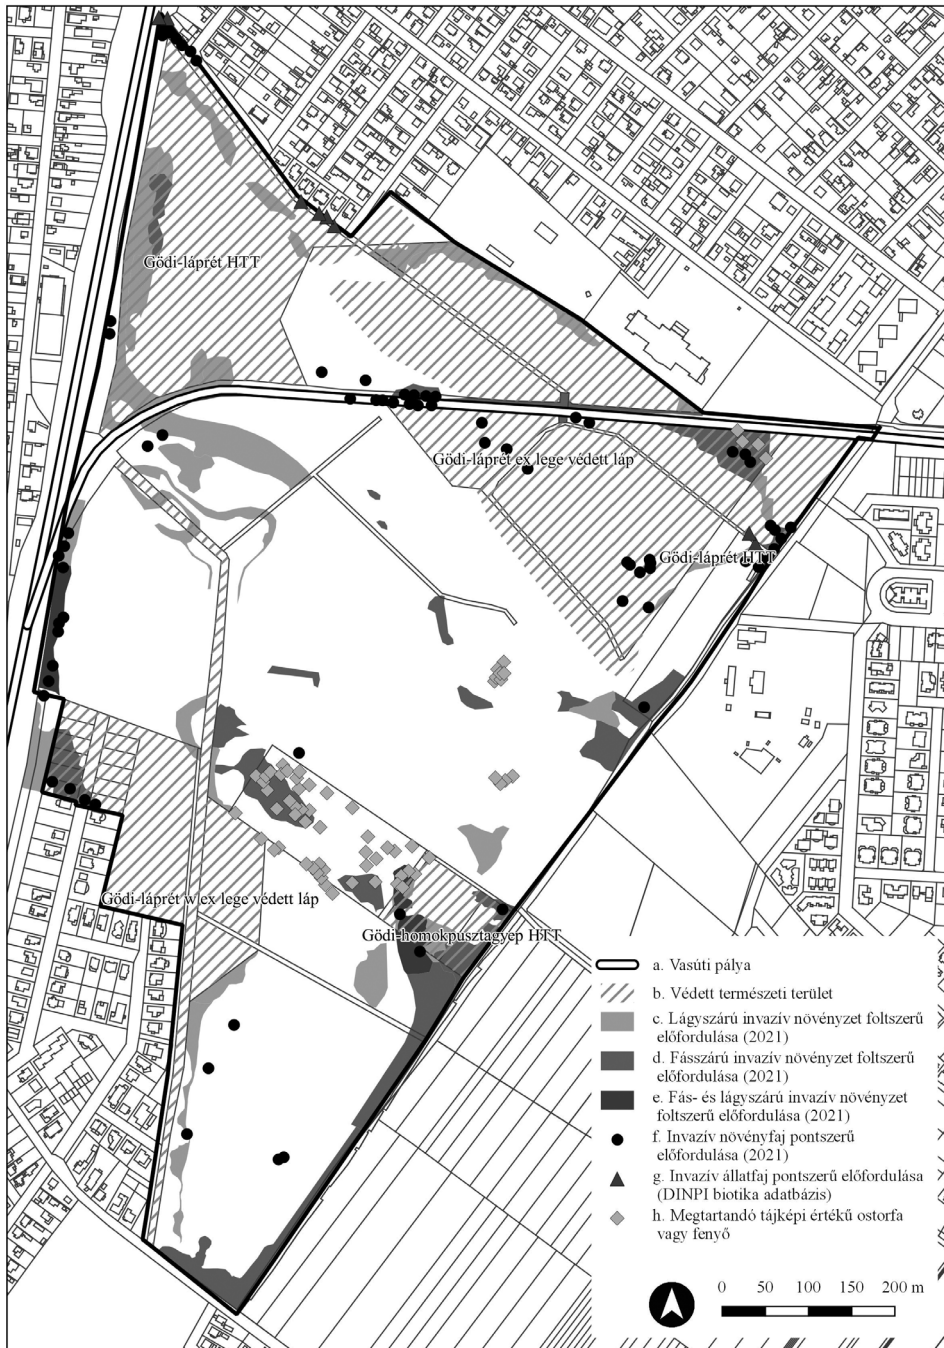 Gödi-láprét HTT
Gödi-láprét ex lege védett láp
Gödi-láprét HTT
Gödi-láprét w ex lege védett láp
Gödi-homokpusztagyep HTT
a. Vasúti pálya
b. Védett természeti terület
c. Lágyszárú invazív növényzet foltszerű
előfordulása (2021)
d. Fásszárú invazív növényzet foltszerű
előfordulása (2021)
e. Fás- és lágyszárú invazív növényzet
foltszerű előfordulása (2021)
f. Invazív növényfaj pontszerű
előfordulása (2021)
g. Invazív állatfaj pontszerű előfordulása
(DINPI biotika adatbázis)
h. Megtartandó tájképi értékű ostorfa
vagy fenyő
0 50 100 150 200 m